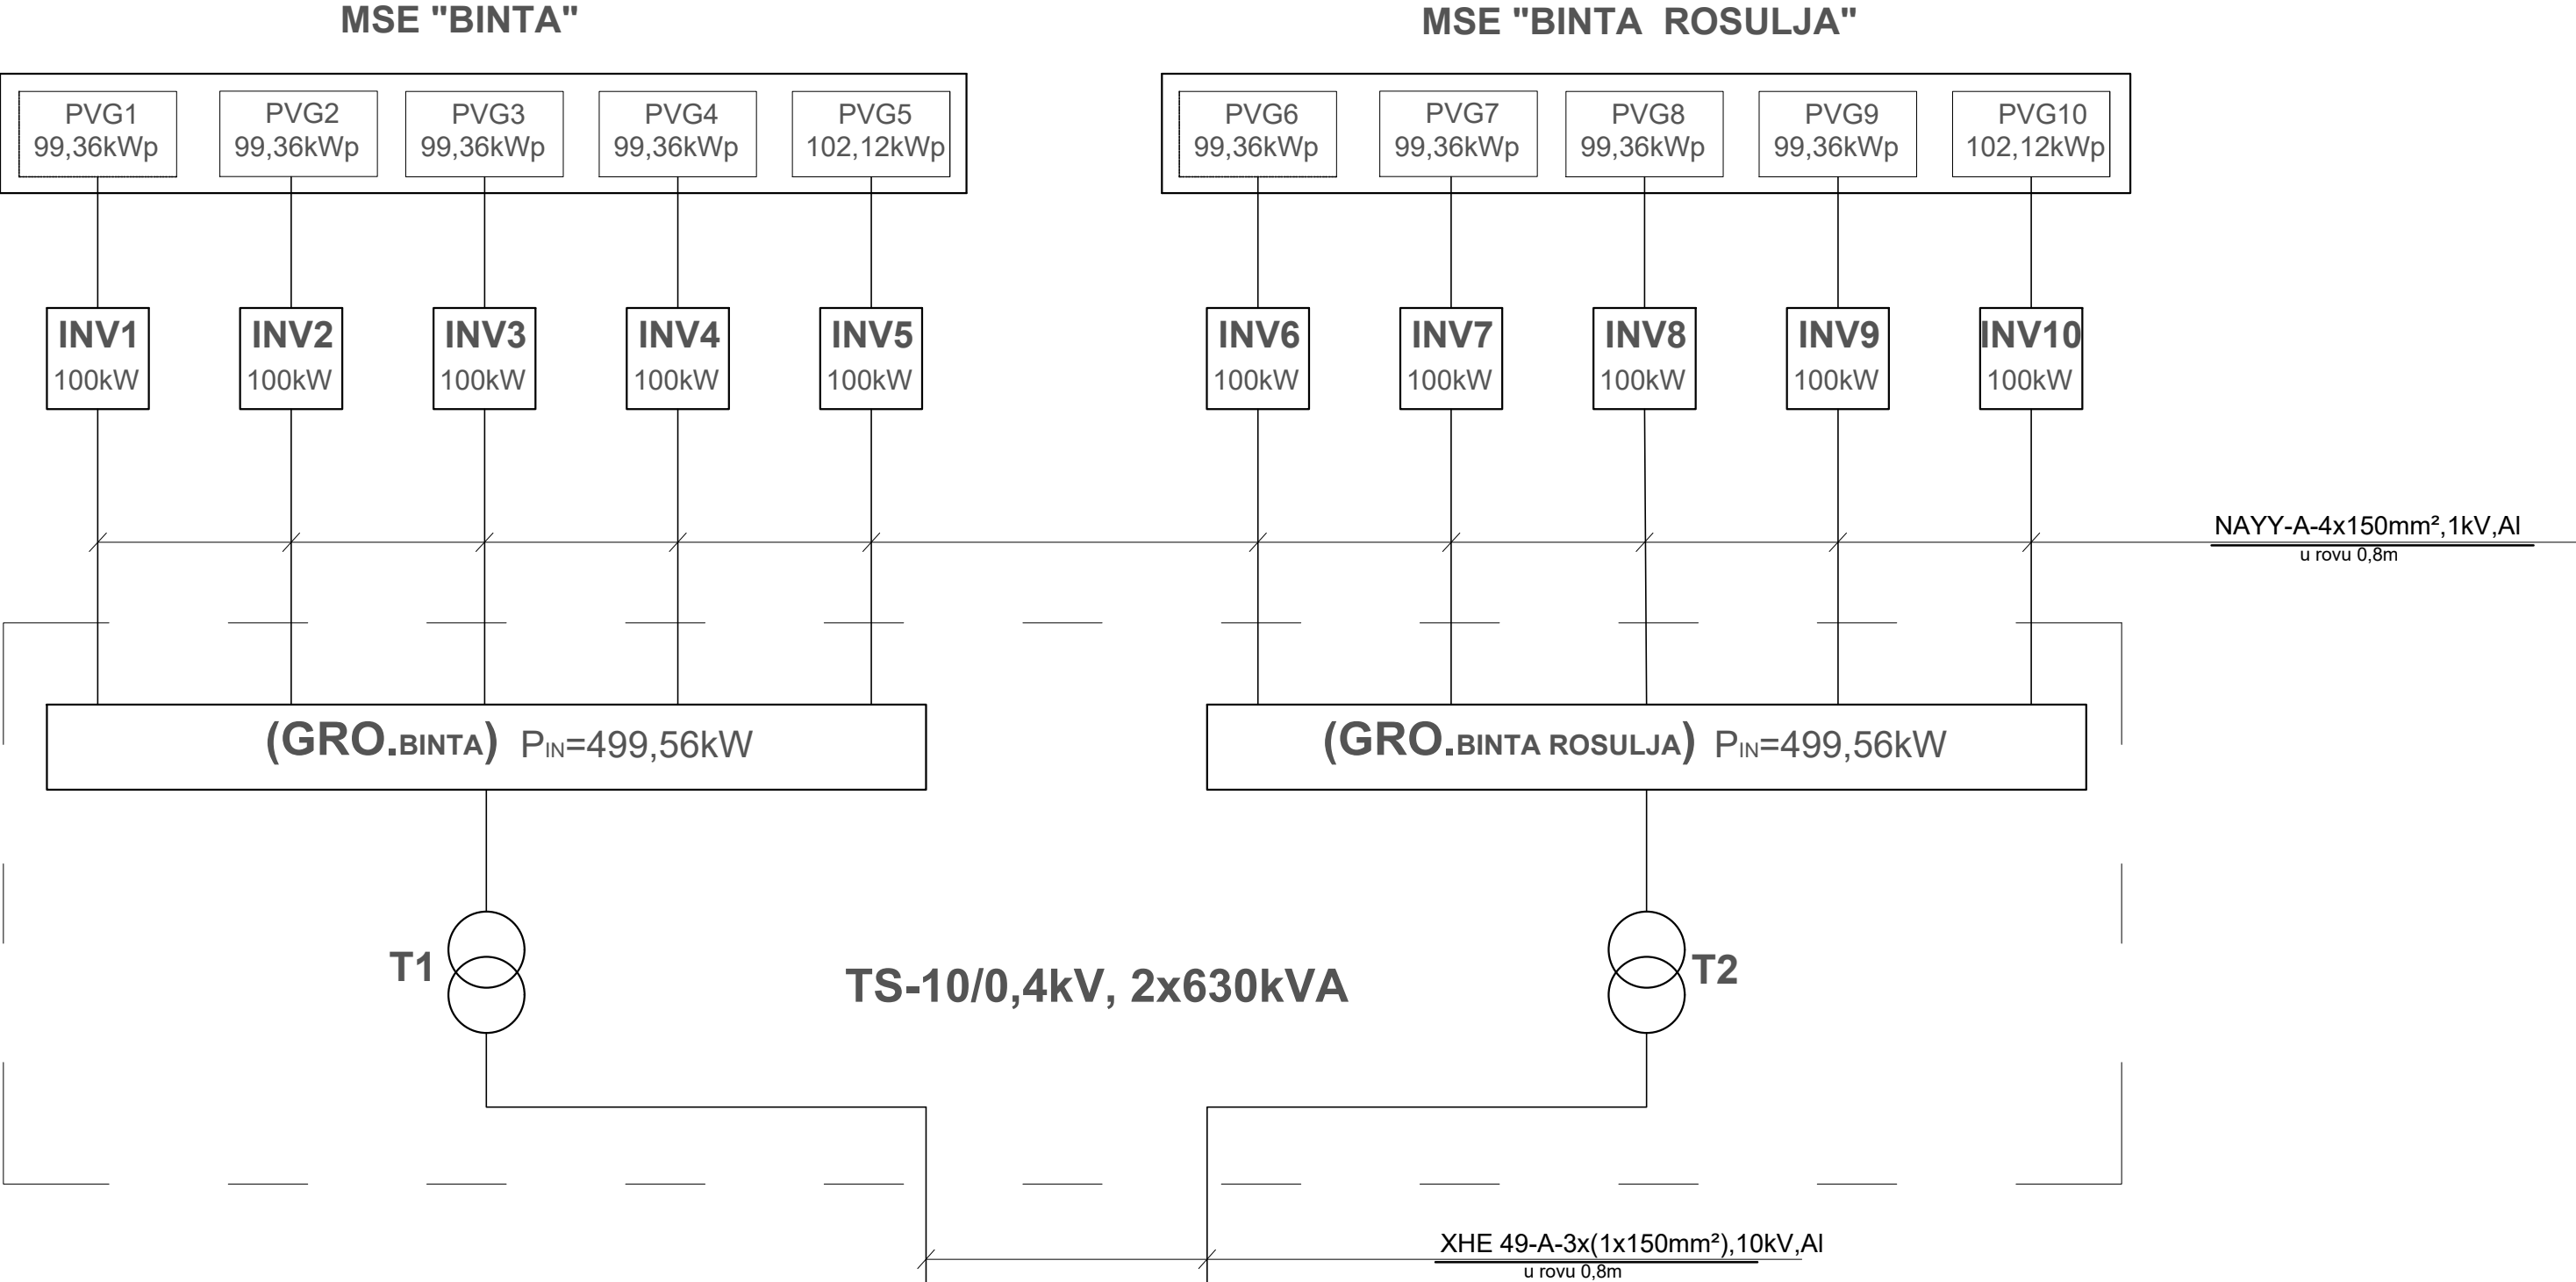 MSE "BINTA"
MSE "BINTA ROSULJA"
PVG1
99,36kWp
PVG2
99,36kWp
PVG3
99,36kWp
PVG4
99,36kWp
PVG5
102,12kWp
PVG6
99,36kWp
PVG7
99,36kWp
PVG8
99,36kWp
PVG9
99,36kWp
PVG10
102,12kWp
INV1
100kW
INV2
100kW
INV3
100kW
INV4
100kW
INV5
100kW
INV6
100kW
INV7
100kW
INV8
100kW
INV9
100kW
INV10
100kW
NAYY-A-4x150mm²,1kV,Al
u rovu 0,8m
(GRO.BINTA) PIN=499,56kW
(GRO.BINTA ROSULJA) PIN=499,56kW
T1
TS-10/0,4kV, 2x630kVA
T2
XHE 49-A-3x(1x150mm²),10kV,Al
u rovu 0,8m